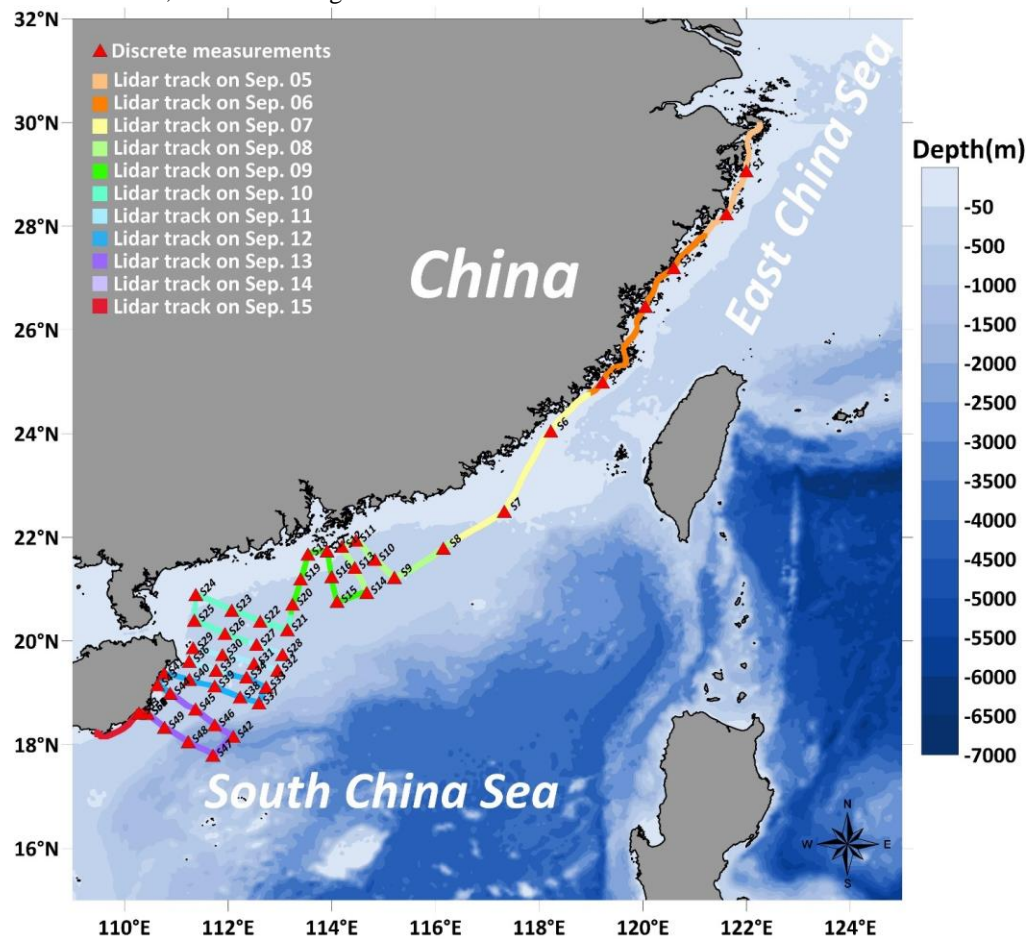 32°N
30°N
28°N
26°N
24°N
22°N
20°N
18°N
16°N
Discrete measurements
Lidar track on Sep. 05
Lidar track on Sep. 06
Lidar track on Sep. 07
Lidar track on Sep. 08
Lidar track on Sep. 09
Lidar track on Sep. 10
Lidar track on Sep. 11
Lidar track on Sep. 12
Lidar track on Sep. 13
Lidar track on Sep. 14
Lidar track on Sep. 15
China
East China Sea
South China Sea
S1
S6
S7
S8
S9
S10
S11
S14
S15
S16
S19
S20
S21
S22
S23
S24
S25
S26
S27
S28
S29
S30
S31
S32
S35
S36
S37
S38
S39
S40
S42
S44
S45
S46
S47
S48
S49
Depth(m)
-50
-500
-1000
-1500
-2000
-2500
-3000
-3500
-4000
-4500
-5000
-5500
-6000
-6500
-7000
N
W
E
S
110°E
112°E
114°E
116°E
118°E
120°E
122°E
124°E